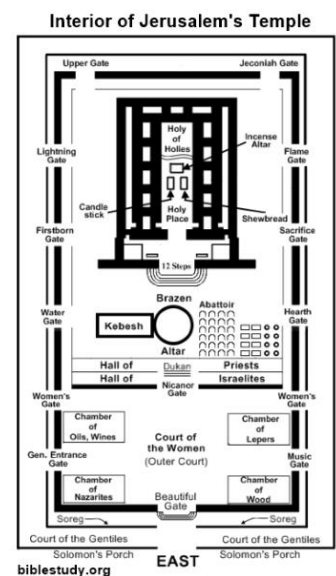 Interior of Jerusalem's Temple
Upper Gate
Jeconiah Gate
Holy
of
Holies
Incense
Altar
Lightning
Gate
Flame
Gate
Candle
stick
Holy
Place
Shewbread
Firstborn
Gate
Sacrifice
Gate
12 Steps
Brazen
Altar
Abattoir
Kebesh
Water
Gate
Hearth
Gate
Hall of
Dukan
Priests
Hall of
Israelites
Nicanor
Gate
Women's
Gate
Women's
Gate
Chamber
of
Oils, Wines
Chamber
of
Lepers
Court of
the Women
(Outer Court)
Gen. Entrance
Gate
Music
Gate
Chamber
of
Nazarites
Beautiful
Gate
Chamber
of
Wood
Soreg
Soreg
Court of the Gentiles
Court of the Gentiles
Solomon's Porch
Solomon's Porch
EAST
biblestudy.org